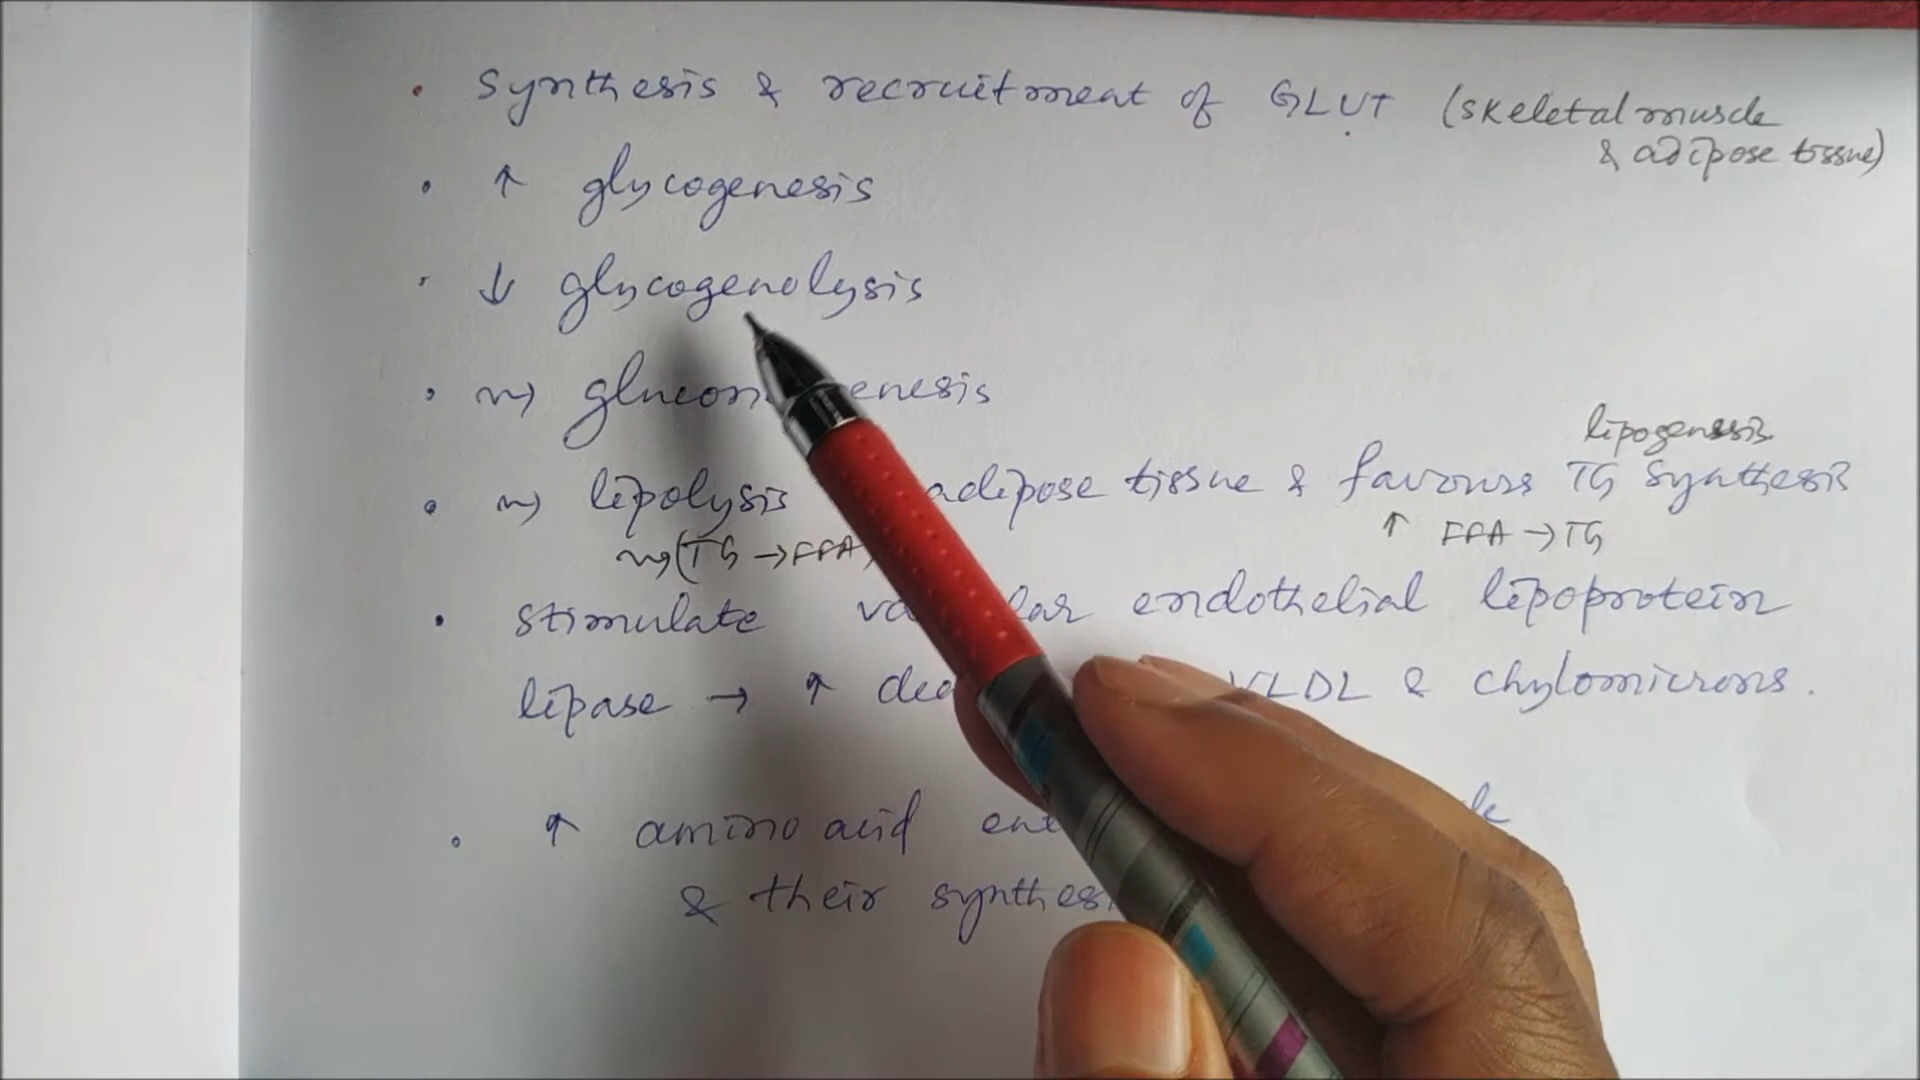 • Synthesis & recruitment of GLUT (skeletal muscle
& adipose tissue)
• ↑ glycogenesis
• ↓ glycogenolysis
• enesis
lipogenesis
• lipolysis adipose tissue & favours TG synthesis
(TG → FFA ↑ FFA → TG
• stimulate endothelial lipoprotein
lipase → ↑ VLDL & chylomicrons.
• ↑ amino acid
& their